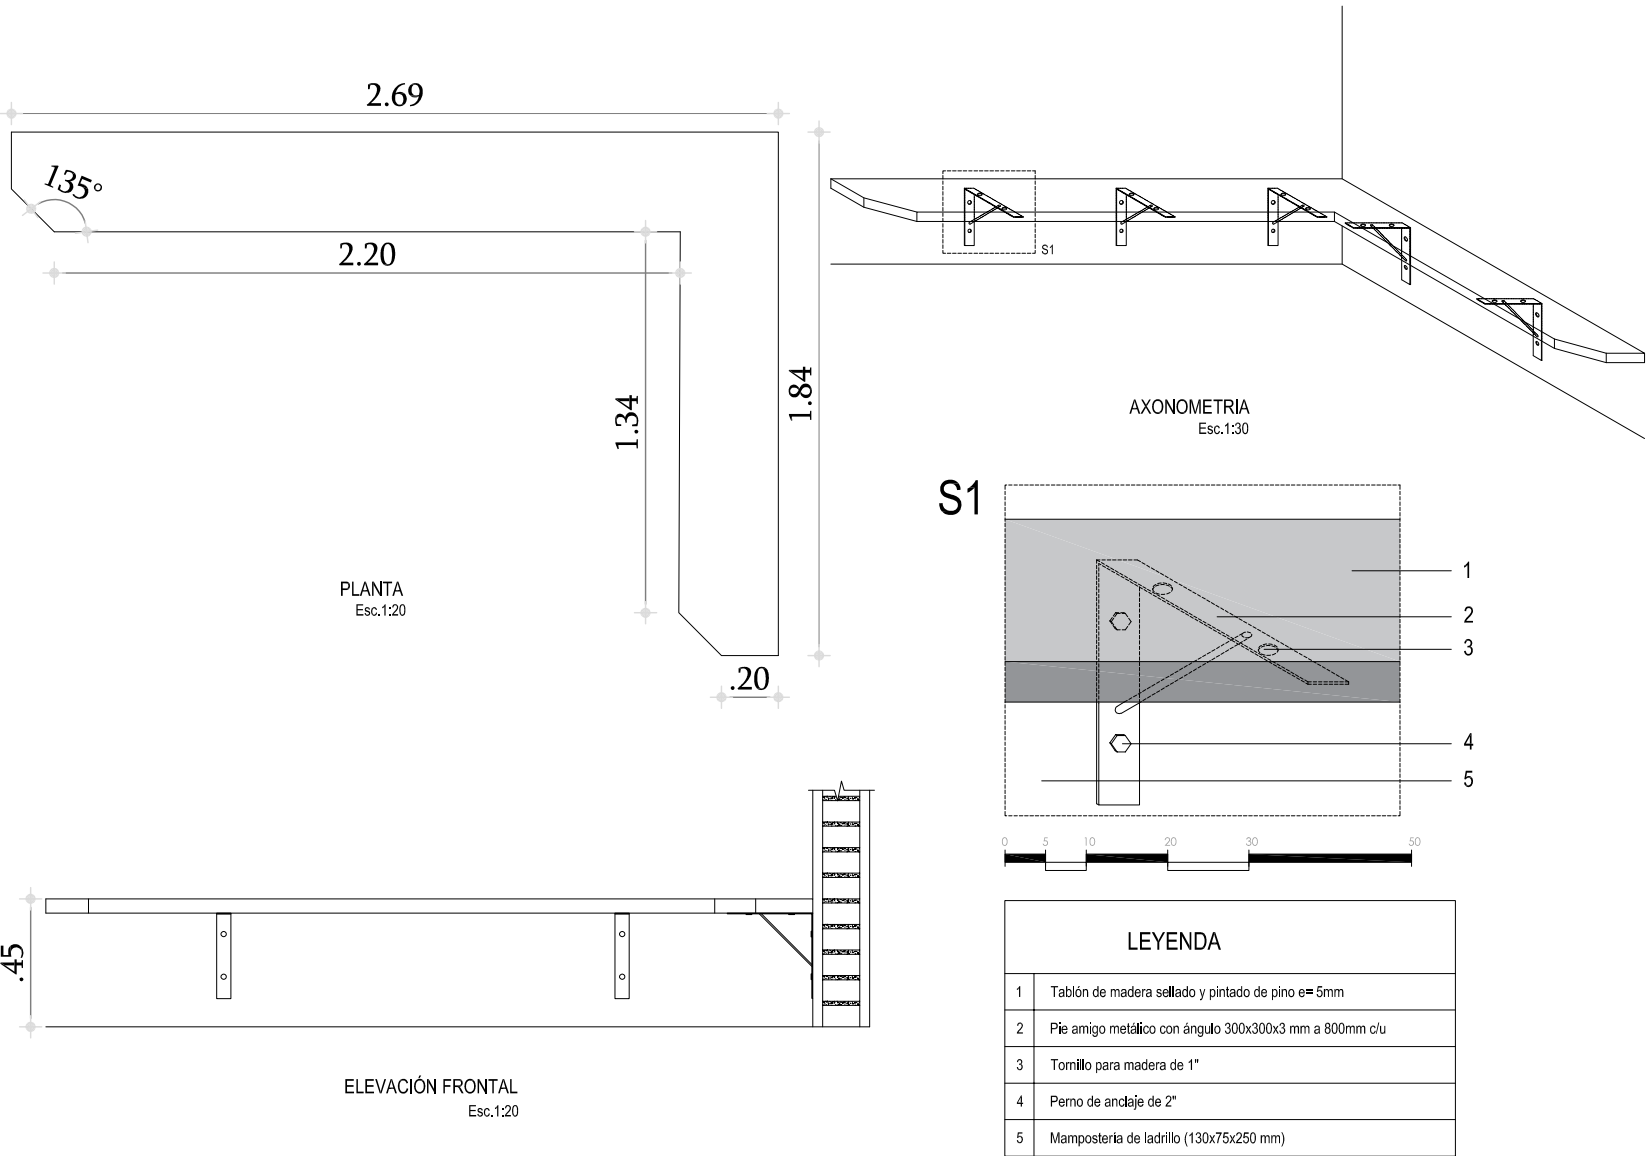 2.69
135°
2.20
1.34
1.84
.20
PLANTA
Esc.1:20
S1
AXONOMETRIA
Esc.1:30
S1
1
2
3
4
5
0 5 10 20 30 50
.45
ELEVACIÓN FRONTAL
Esc.1:20
LEYENDA
1 Tablón de madera sellado y pintado de pino e= 5mm
2 Pie amigo metálico con ángulo 300x300x3 mm a 800mm c/u
3 Tornillo para madera de 1"
4 Perno de anclaje de 2"
5 Mampostería de ladrillo (130x75x250 mm)